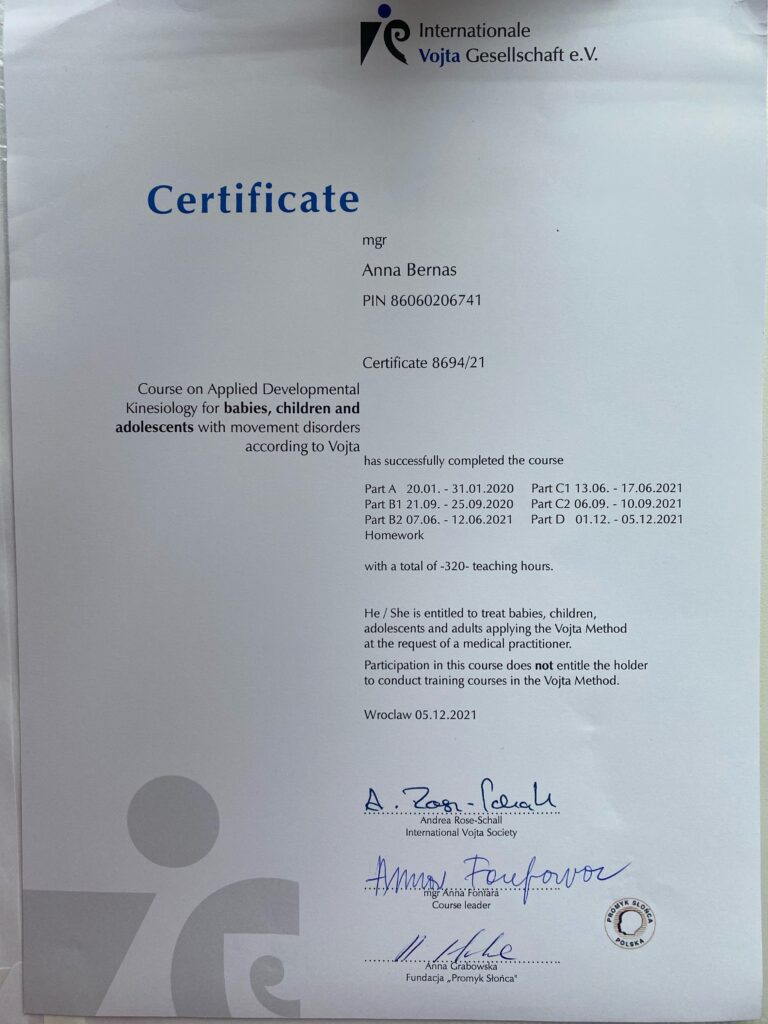 Internationale
Vojta Gesellschaft e.V.
Certificate
mgr
Anna Bernas
PIN 86060206741
Certificate 8694/21
Course on Applied Developmental
Kinesiology for babies, children and
adolescents with movement disorders
according to Vojta
has successfully completed the course
Part A 20.01. - 31.01.2020 Part C1 13.06. - 17.06.2021
Part B1 21.09. - 25.09.2020 Part C2 06.09. - 10.09.2021
Part B2 07.06. - 12.06.2021 Part D 01.12. - 05.12.2021
Homework
with a total of -320- teaching hours.
He / She is entitled to treat babies, children,
adolescents and adults applying the Vojta Method
at the request of a medical practitioner.
Participation in this course does not entitle the holder
to conduct training courses in the Vojta Method.
Wroclaw 05.12.2021
Andrea Rose-Schall
International Vojta Society
mgr Anna Fontara
Course leader
PROMYK SŁOŃCA
POLSKA
Anna Grabowska
Fundacja „Promyk Słońca"